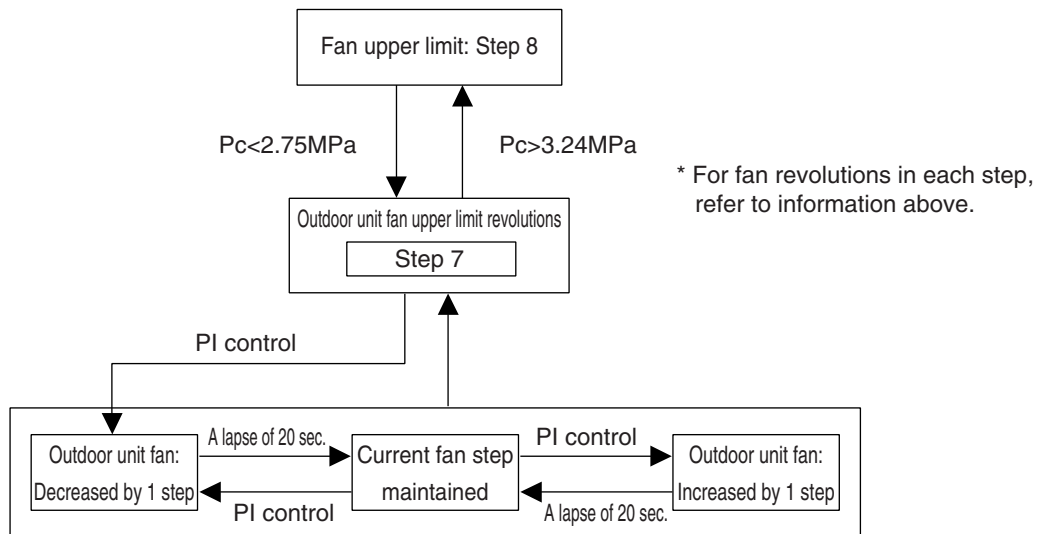 Fan upper limit: Step 8
Pc<2.75MPa
Pc>3.24MPa
* For fan revolutions in each step,
refer to information above.
Outdoor unit fan upper limit revolutions
Step 7
PI control
Outdoor unit fan:
Decreased by 1 step
A lapse of 20 sec.
PI control
Current fan step
maintained
PI control
A lapse of 20 sec.
Outdoor unit fan:
Increased by 1 step